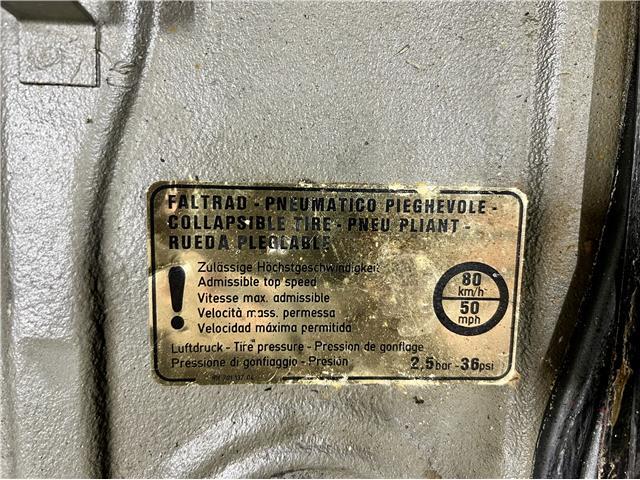 FALTRAD - PNEUMATICO PIEGHEVOLE -
COLLAPSIBLE TIRE - PNEU PLIANT -
RUEDA PLEGLABLE
Zulässige Höchstgeschwindigkeit
Admissible top speed
Vitesse max. admissible
Velocità mass. permessa
Velocidad máxima permitida
80
km/h
50
mph
Luftdruck - Tire pressure - Pression de gonflage
Pressione di gonfiaggio - Presión
2,5 bar - 36 psi